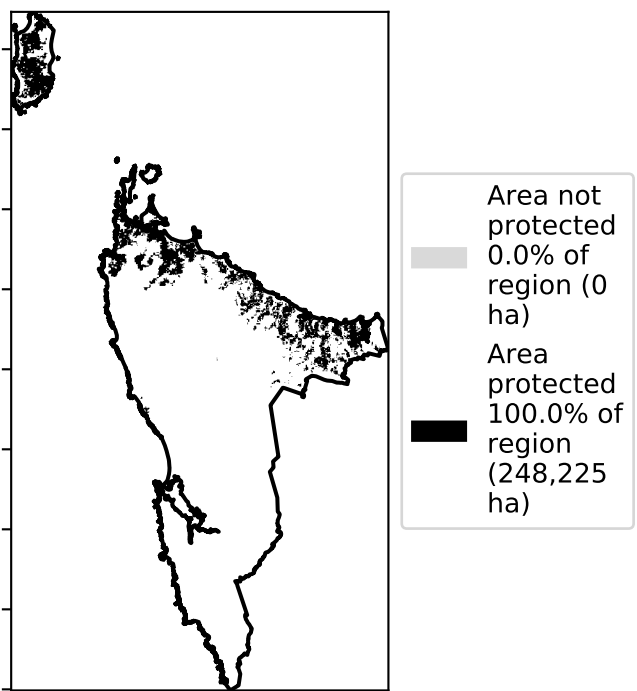 Area not
protected
0.0% of
region (0
ha)
Area
protected
100.0% of
region
(248,225
ha)